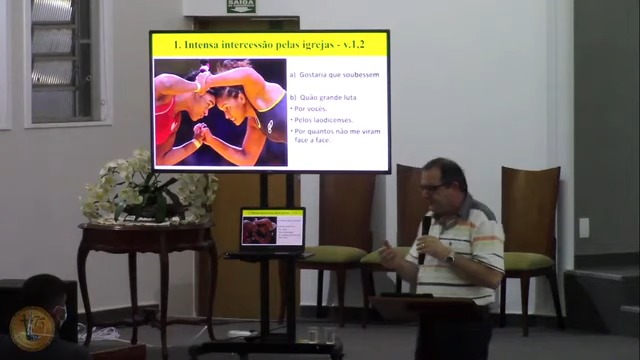 SAÍDA
1. Intensa intercessão pelas igrejas - v.1,2
a) Gostaria que soubessem
b) Quão grande luta
• Por vocês.
• Pelos laodicenses.
• Por quantos não me viram
face a face.